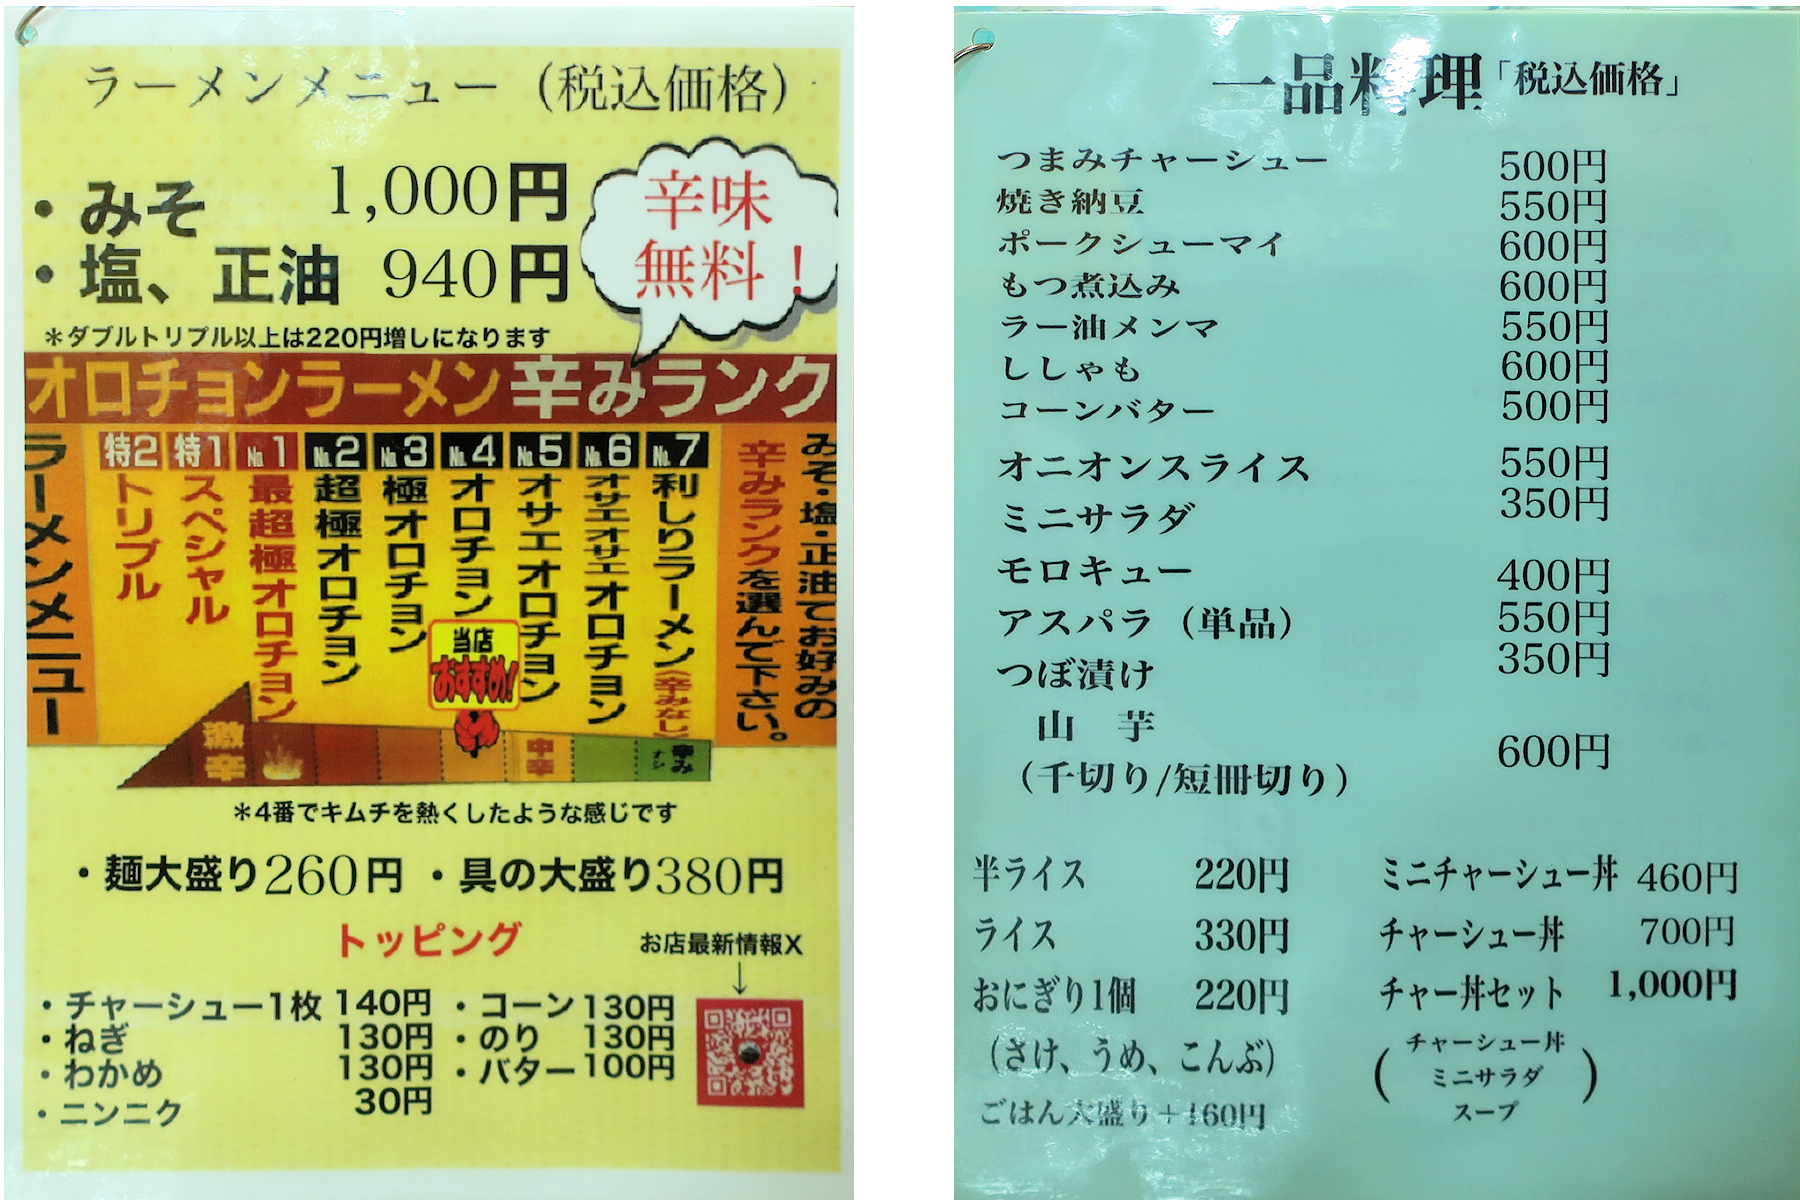 ラーメンメニュー（税込価格）
・みそ 1,000円
・塩、正油 940円
辛味
無料！
＊ダブルトリプル以上は220円増しになります
オロチョンラーメン辛みランク
ラーメンメニュー
特2 トリプル
特1 スペシャル
No.1 最超極オロチョン
No.2 超極オロチョン
No.3 極オロチョン
No.4 オロチョン
No.5 オサエオロチョン
No.6 オサエオサエオロチョン
No.7 利しりラーメン〈辛みなし〉
みそ・塩・正油でお好みの
辛みランクを選んで下さい。
当店
おすすめ！
激辛
中辛
辛みナシ
＊4番でキムチを熱くしたような感じです
・麺大盛り260円 ・具の大盛り380円
トッピング
お店最新情報X
↓
・チャーシュー1枚 140円 ・コーン 130円
・ねぎ 130円 ・のり 130円
・わかめ 130円 ・バター 100円
・ニンニク 30円
一品料理「税込価格」
つまみチャーシュー 500円
焼き納豆 550円
ポークシューマイ 600円
もつ煮込み 600円
ラー油メンマ 550円
ししゃも 600円
コーンバター 500円
オニオンスライス 550円
ミニサラダ 350円
モロキュー 400円
アスパラ（単品） 550円
つぼ漬け 350円
山 芋
（千切り/短冊切り） 600円
半ライス 220円
ライス 330円
おにぎり1個 220円
（さけ、うめ、こんぶ）
ごはん大盛り＋160円
ミニチャーシュー丼 460円
チャーシュー丼 700円
チャー丼セット 1,000円
（チャーシュー丼
ミニサラダ
スープ）